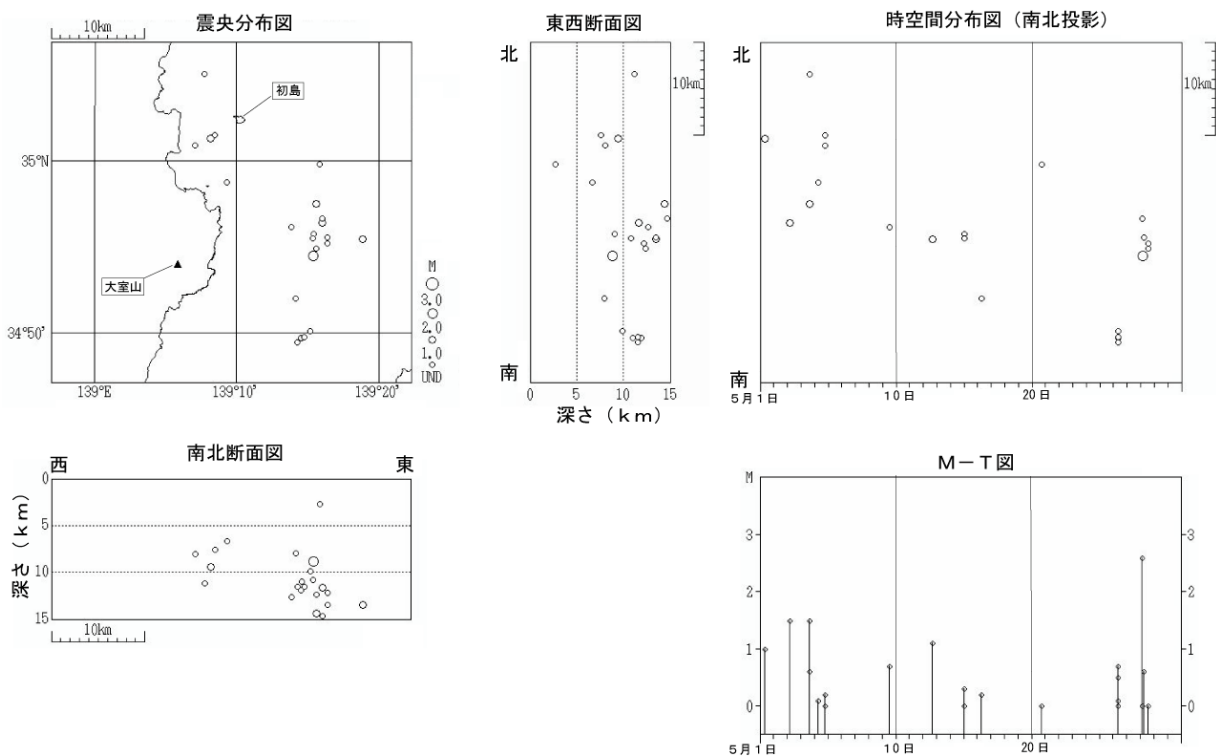 震央分布図
10km
初島
35°N
大室山
34°50'
139°E
139°10'
139°20'
M
3.0
2.0
1.0
UND
東西断面図
北
南
10km
0
5
10
15
深さ(km)
時空間分布図(南北投影)
北
南
10km
5月1日
10日
20日
南北断面図
西
東
0
5
10
15
深さ(km)
10km
M-T図
M
3
2
1
0
3
2
1
0
5月1日
10日
20日